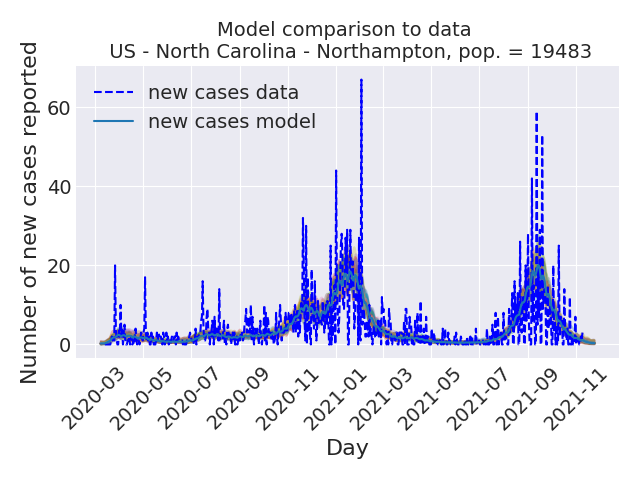 Model comparison to data
US - North Carolina - Northampton, pop. = 19483
Number of new cases reported
60
40
20
0
new cases data
new cases model
2020-03
2020-05
2020-07
2020-09
2020-11
2021-01
2021-03
2021-05
2021-07
2021-09
2021-11
Day